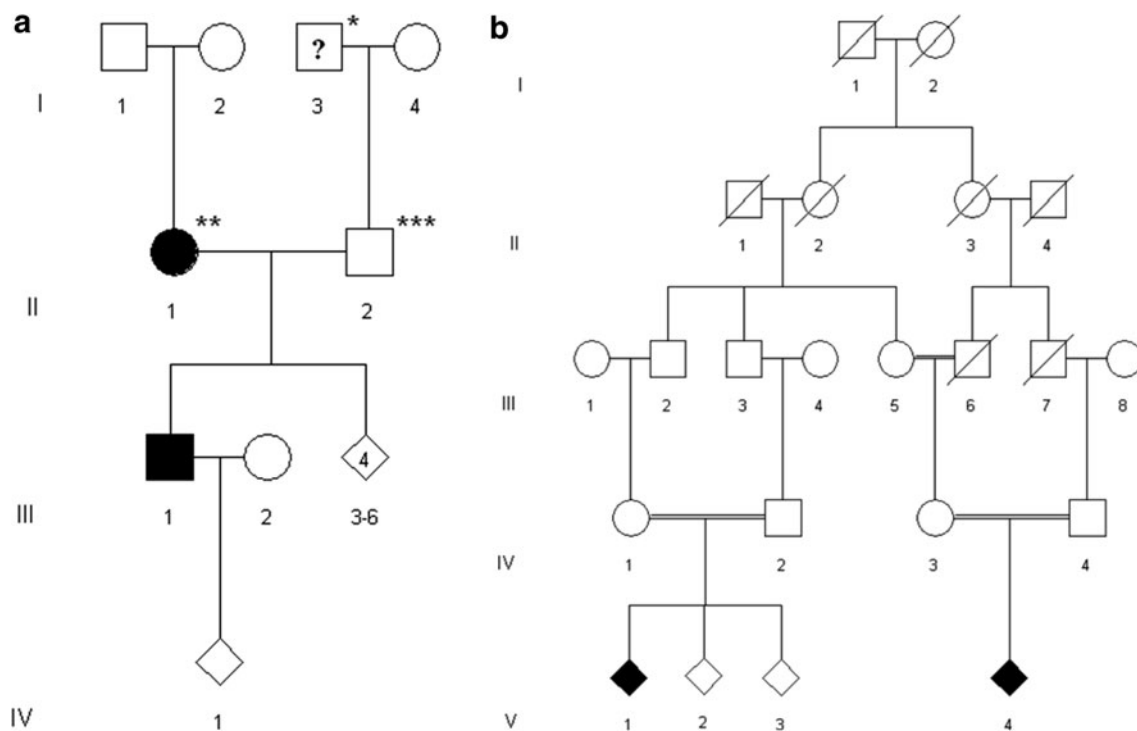 a
? *
I 1 2 3 4
** ***
II 1 2
4
III 1 2 3-6
IV 1
b
I 1 2
II 1 2 3 4
III 1 2 3 4 5 6 7 8
IV 1 2 3 4
V 1 2 3 4